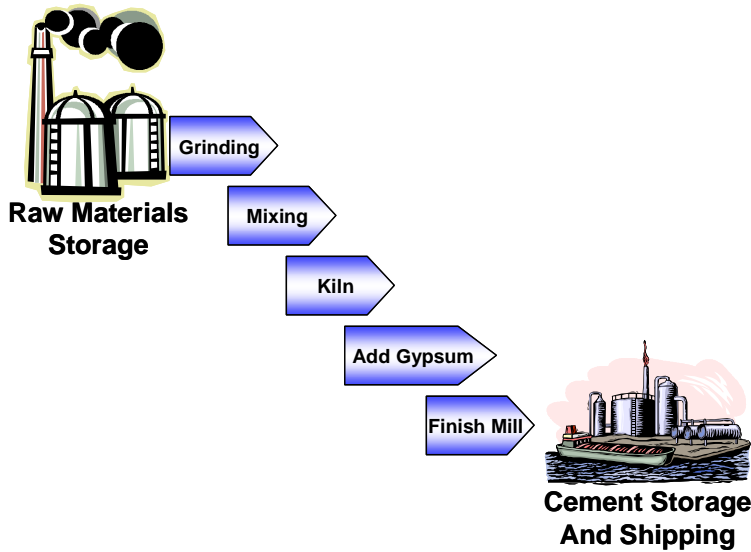 Grinding
Raw Materials
Storage
Mixing
Kiln
Add Gypsum
Finish Mill
Cement Storage
And Shipping